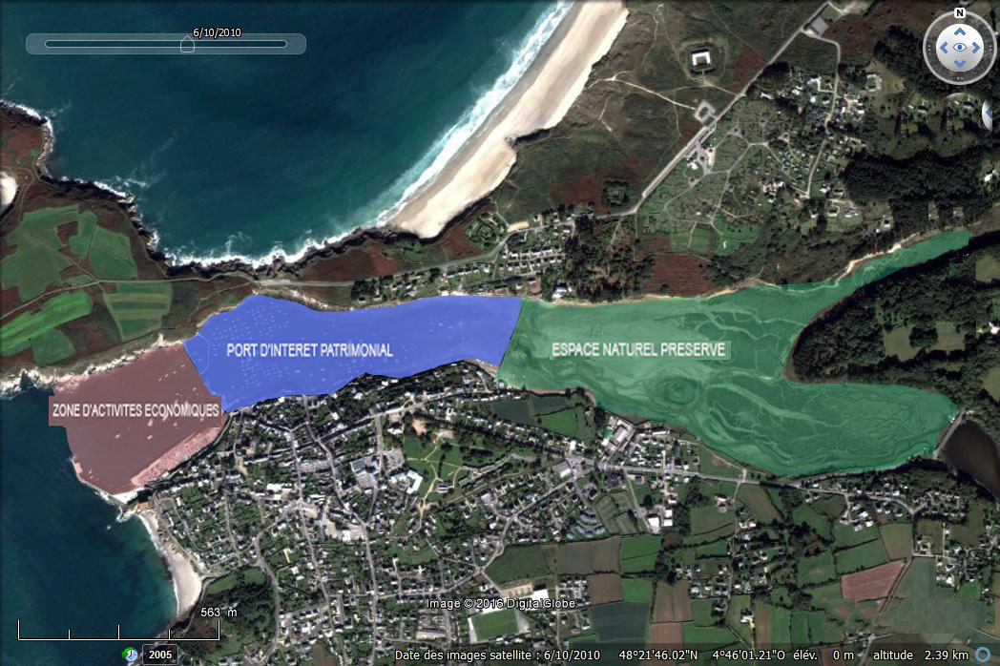 6/10/2010
N
PORT D'INTERET PATRIMONIAL
ESPACE NATUREL PRESERVE
ZONE D'ACTIVITES ECONOMIQUES
563 m
Image © 2016 DigitalGlobe
2005
Date des images satellite : 6/10/2010 48°21'46.02"N 4°46'01.21"O élév. 0 m altitude 2.39 km